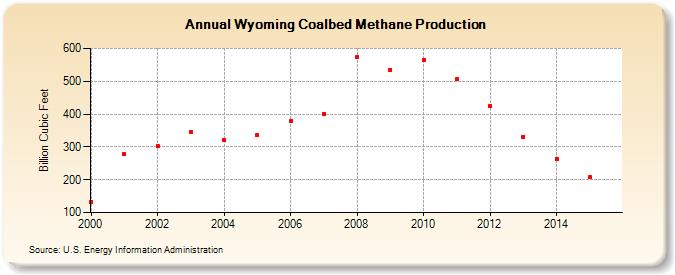 Annual Wyoming Coalbed Methane Production
Billion Cubic Feet
600
500
400
300
200
100
2000 2002 2004 2006 2008 2010 2012 2014
Source: U.S. Energy Information Administration